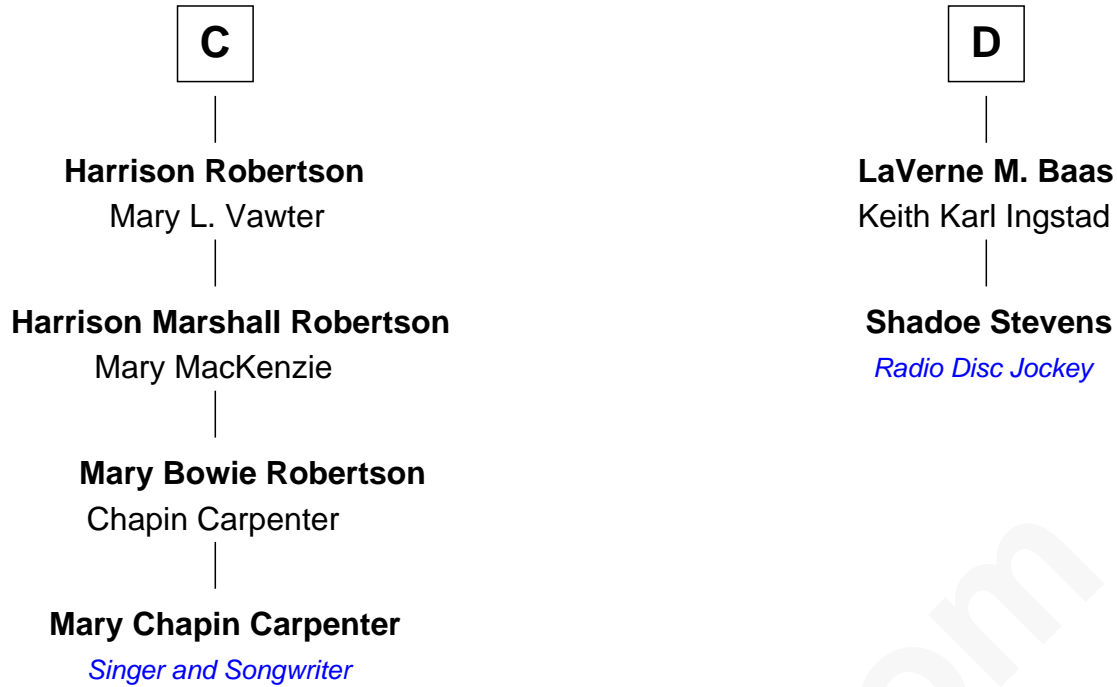 C
Harrison Robertson
Mary L. Vawter
Harrison Marshall Robertson
Mary MacKenzie
Mary Bowie Robertson
Chapin Carpenter
Mary Chapin Carpenter
Singer and Songwriter
D
LaVerne M. Baas
Keith Karl Ingstad
Shadoe Stevens
Radio Disc Jockey
om